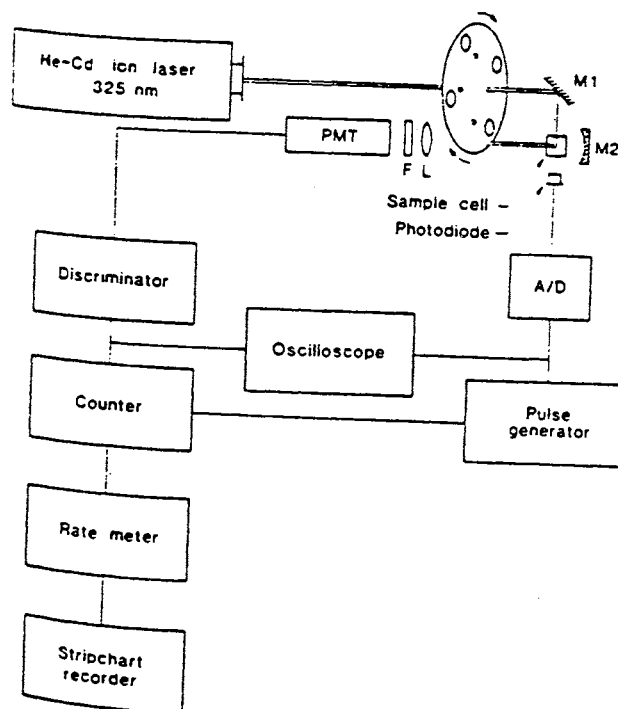 He-Cd ion laser
325 nm
M1
PMT
F
L
M2
Sample cell
Photodiode
Discriminator
A/D
Oscilloscope
Counter
Pulse
generator
Rate meter
Stripchart
recorder